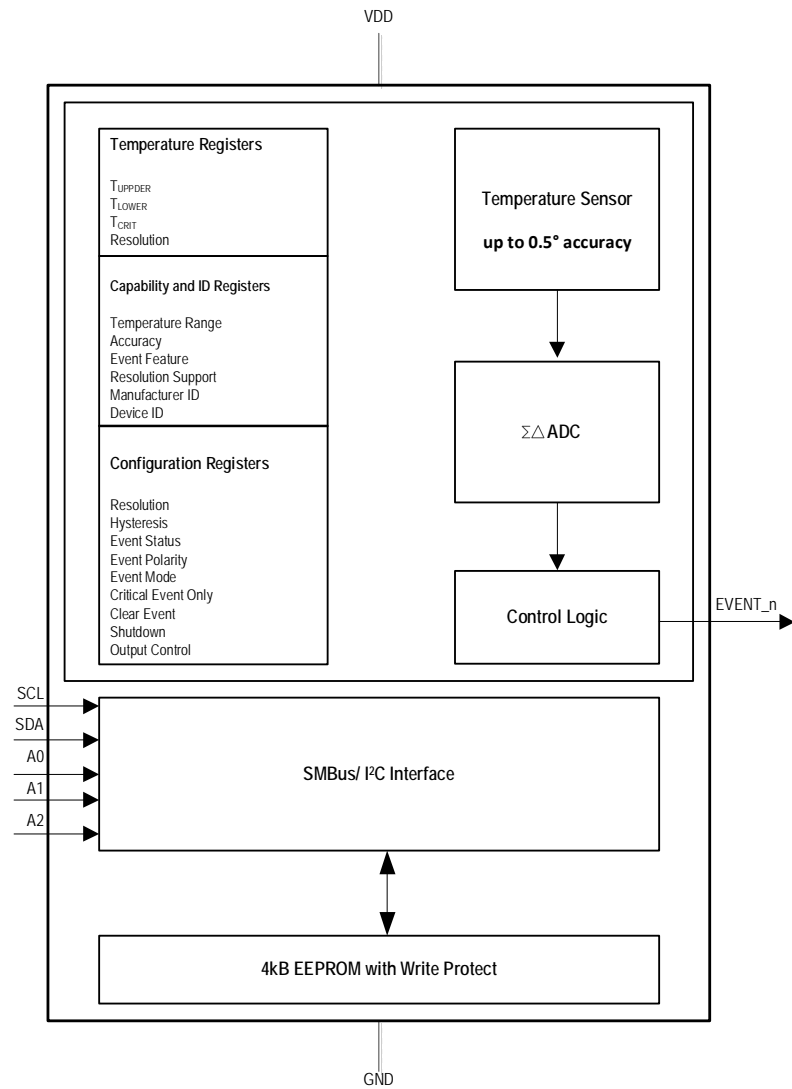 VDD
Temperature Registers
TUPPDER
TLOWER
TCRIT
Resolution
Capability and ID Registers
Temperature Range
Accuracy
Event Feature
Resolution Support
Manufacturer ID
Device ID
Configuration Registers
Resolution
Hysteresis
Event Status
Event Polarity
Event Mode
Critical Event Only
Clear Event
Shutdown
Output Control
Temperature Sensor
up to 0.5° accuracy
Σ△ ADC
Control Logic
EVENT_n
SCL
SDA
A0
A1
A2
SMBus/ I²C Interface
4kB EEPROM with Write Protect
GND